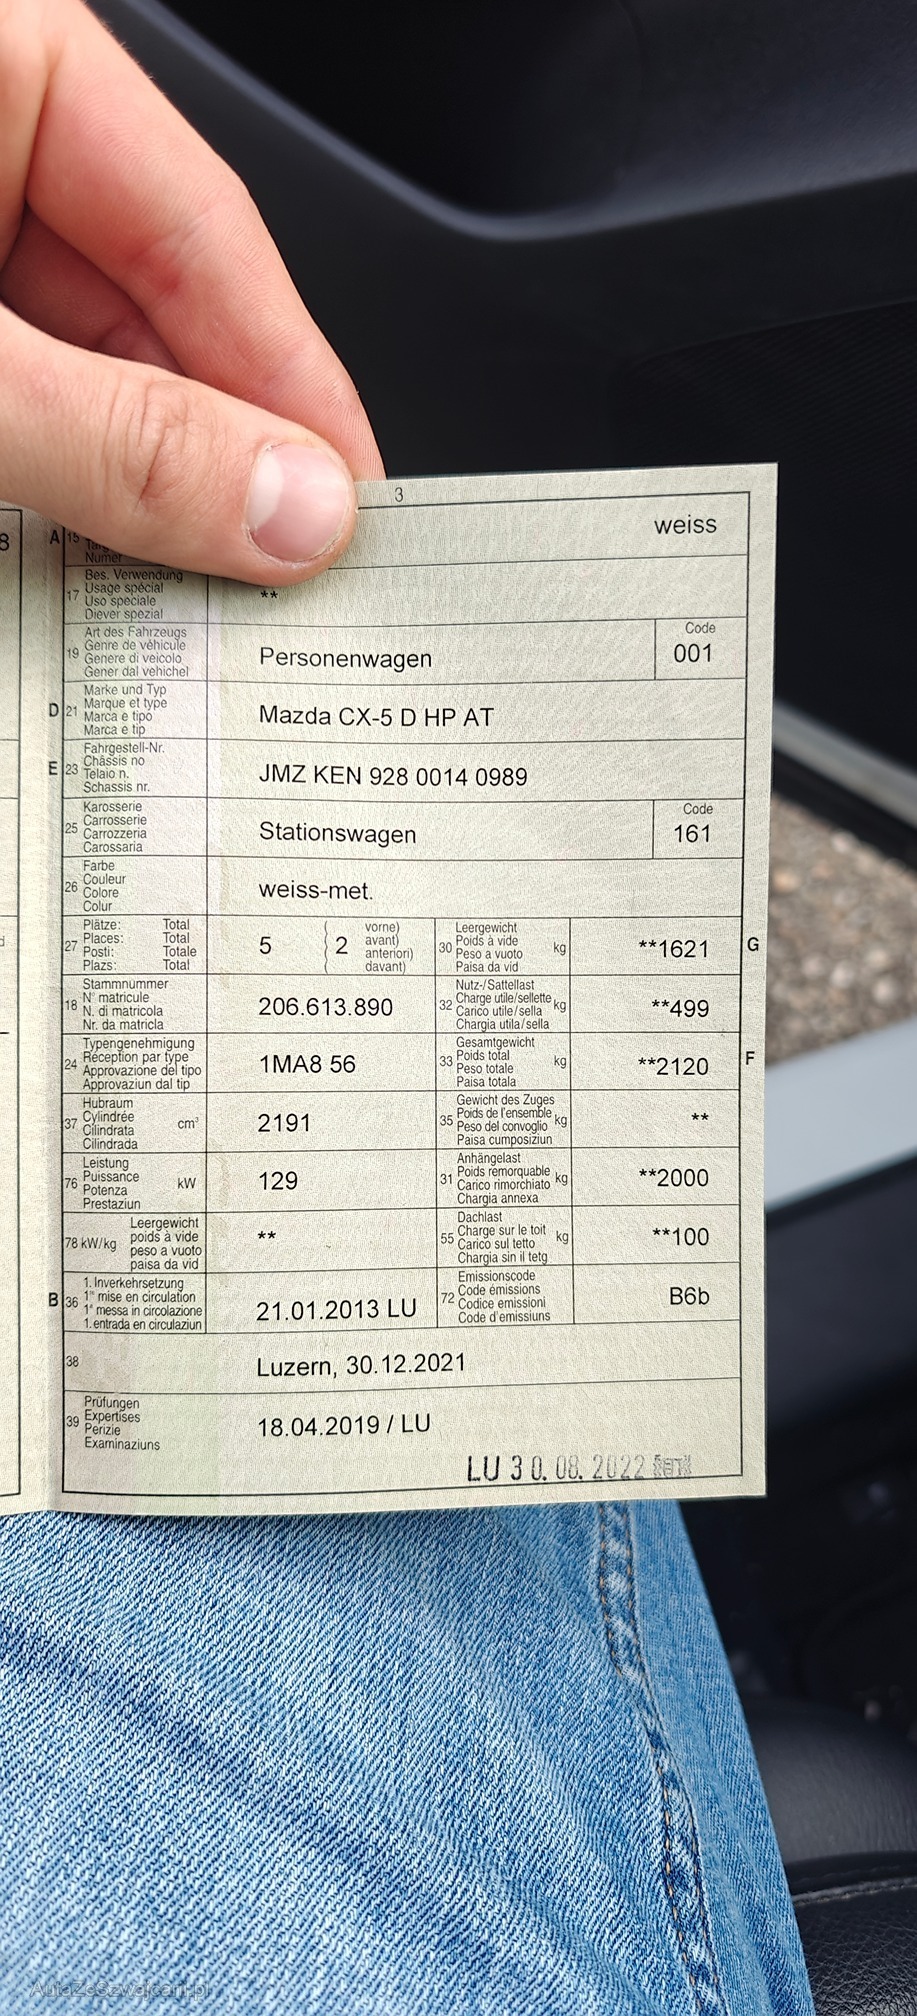 3
8
A 15
Numer
weiss
17 Bes. Verwendung
Usage spécial
Uso speciale
Diever spezial
**
19 Art des Fahrzeugs
Genre de véhicule
Genere di veicolo
Gener dal vehichel
Personenwagen
Code
001
D 21 Marke und Typ
Marque et type
Marca e tipo
Marca e tip
Mazda CX-5 D HP AT
E 23 Fahrgestell-Nr.
Châssis no
Telaio n.
Schassis nr.
JMZ KEN 928 0014 0989
25 Karosserie
Carrosserie
Carrozzeria
Carossaria
Stationswagen
Code
161
26 Farbe
Couleur
Colore
Colur
weiss-met.
27 Plätze: Total
Places: Total
Posti: Totale
Plazs: Total
5
2
vorne)
avant)
anteriori)
davant)
30 Leergewicht
Poids à vide
Peso a vuoto
Paisa da vid
kg
**1621
G
18 Stammnummer
N° matricule
N. di matricola
Nr. da matricla
206.613.890
32 Nutz-/Sattellast
Charge utile/sellette
Carico utile/sella
Chargia utila/sella
kg
**499
24 Typengenehmigung
Réception par type
Approvazione del tipo
Approvaziun dal tip
1MA8 56
33 Gesamtgewicht
Poids total
Peso totale
Paisa totala
kg
**2120
F
37 Hubraum
Cylindrée
Cilindrata
Cilindrada
cm³
2191
35 Gewicht des Zuges
Poids de l'ensemble
Peso del convoglio
Paisa cumposiziun
kg
**
76 Leistung
Puissance
Potenza
Prestaziun
kW
129
31 Anhängelast
Poids remorquable
Carico rimorchiato
Chargia annexa
kg
**2000
78 kW/kg
Leergewicht
poids à vide
peso a vuoto
paisa da vid
**
55 Dachlast
Charge sur le toit
Carico sul tetto
Chargia sin il tetg
kg
**100
B 36 1. Inverkehrsetzung
1re mise en circulation
1a messa in circolazione
1. entrada en circulaziun
21.01.2013 LU
72 Emissionscode
Code émissions
Codice emissioni
Code d'emissiuns
B6b
38
Luzern, 30.12.2021
39 Prüfungen
Expertises
Perizie
Examinaziuns
18.04.2019 / LU
LU 30.08.2022
AutaZeSzwajcarii.pl